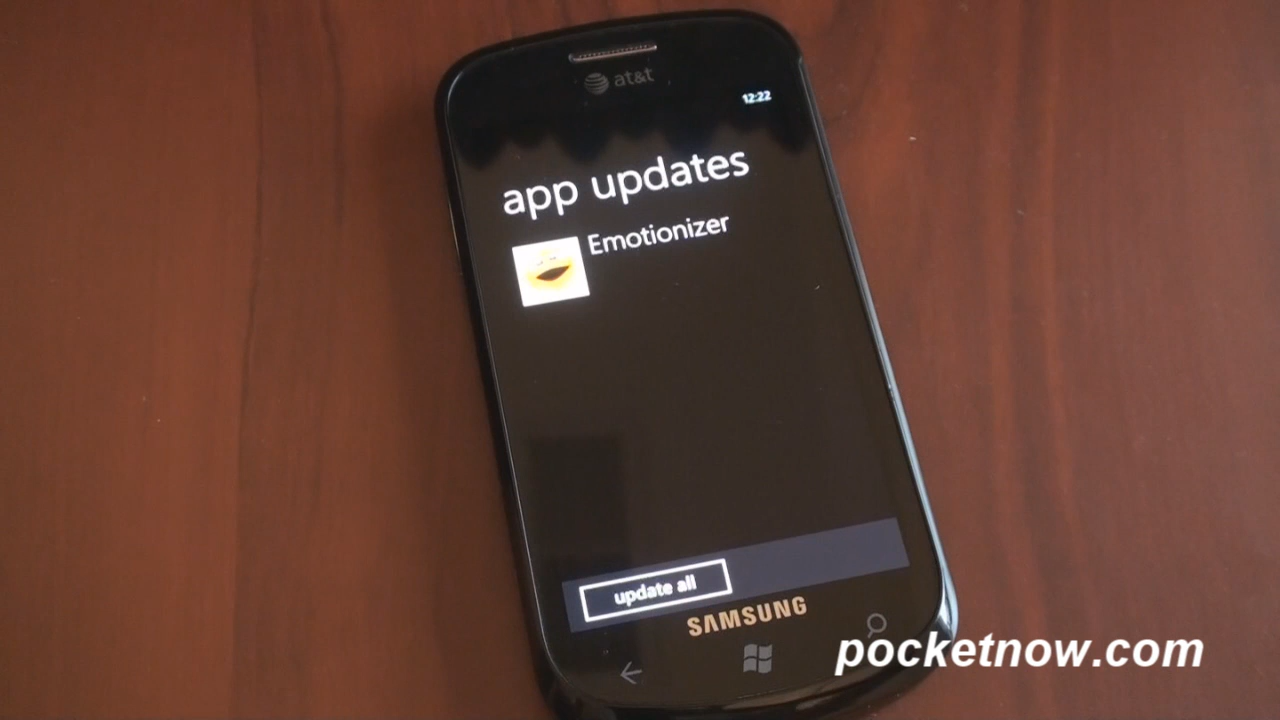 at&t
12:22
app updates
Emotionizer
update all
SAMSUNG
pocketnow.com